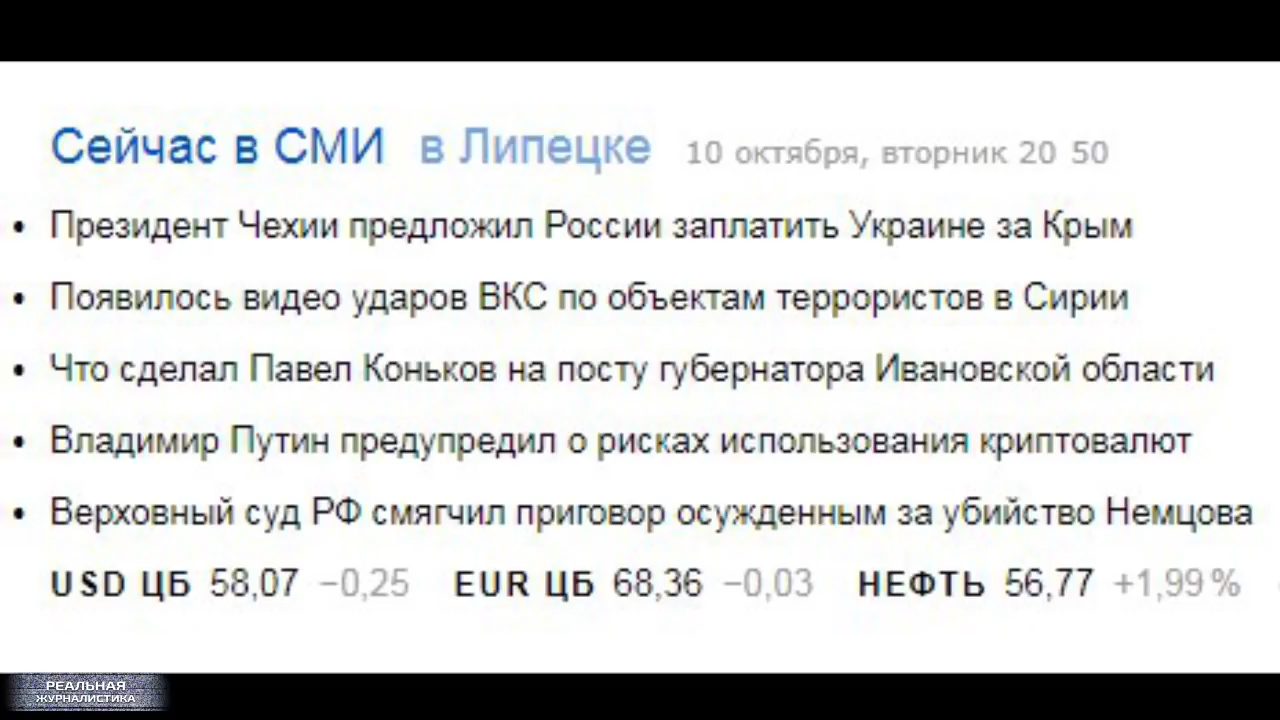 Сейчас в СМИ в Липецке 10 октября, вторник 20 50
• Президент Чехии предложил России заплатить Украине за Крым
• Появилось видео ударов ВКС по объектам террористов в Сирии
• Что сделал Павел Коньков на посту губернатора Ивановской области
• Владимир Путин предупредил о рисках использования криптовалют
• Верховный суд РФ смягчил приговор осужденным за убийство Немцова
USD ЦБ 58,07 −0,25 EUR ЦБ 68,36 −0,03 НЕФТЬ 56,77 +1,99 %
РЕАЛЬНАЯ
ЖУРНАЛИСТИКА